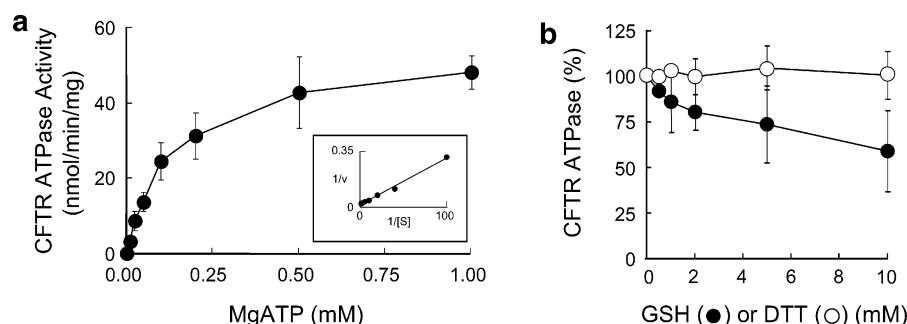 a
CFTR ATPase Activity
(nmol/min/mg)
60
40
20
0
0.00 0.25 0.50 0.75 1.00
MgATP (mM)
0.35
1/v
0
0 100
1/[S]
b
CFTR ATPase (%)
125
100
75
50
25
0
0 2 4 6 8 10
GSH (●) or DTT (○) (mM)